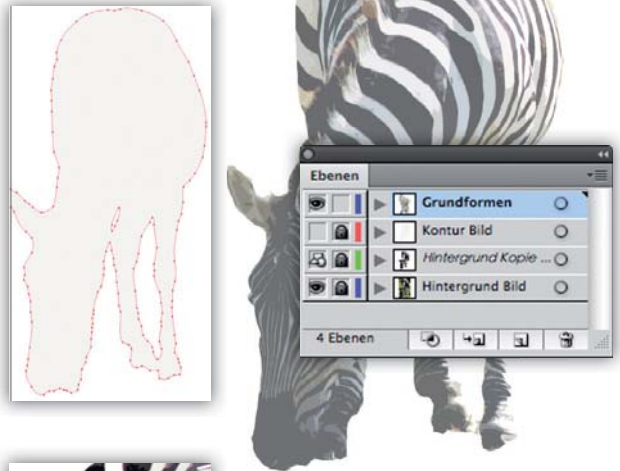 Ebenen
Grundformen
Kontur Bild
Hintergrund Kopie ...
Hintergrund Bild
4 Ebenen